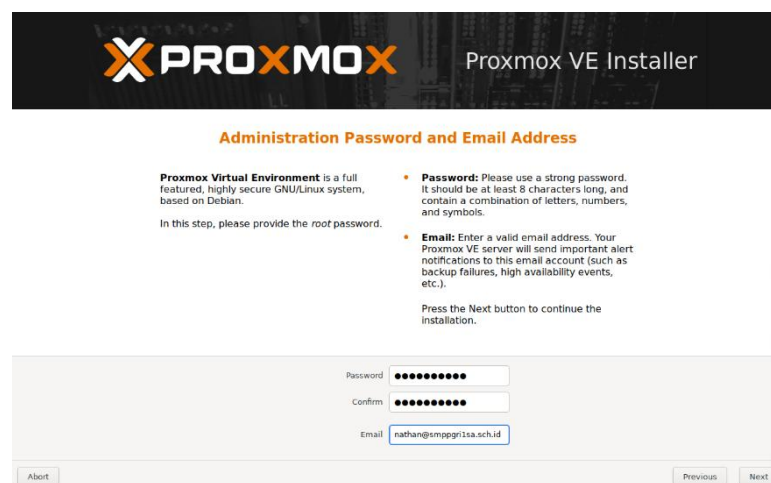 PROXMOX
Proxmox VE Installer
Administration Password and Email Address
Proxmox Virtual Environment is a full
featured, highly secure GNU/Linux system,
based on Debian.
In this step, please provide the root password.
• Password: Please use a strong password.
It should be at least 8 characters long, and
contain a combination of letters, numbers,
and symbols.
• Email: Enter a valid email address. Your
Proxmox VE server will send important alert
notifications to this email account (such as
backup failures, high availability events,
etc.).
Press the Next button to continue the
installation.
Password ●●●●●●●●●●
Confirm ●●●●●●●●●●
Email nathan@smppgri1sa.sch.id
Abort
Previous
Next